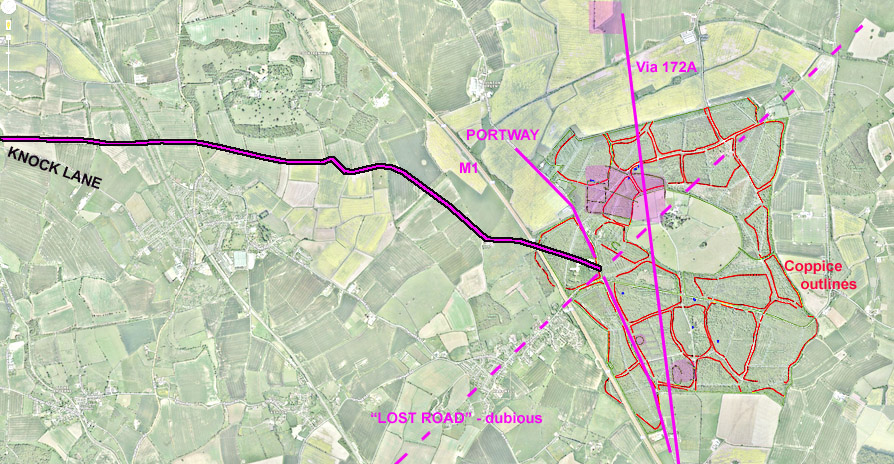 Via 172A
PORTWAY
M1
KNOCK LANE
Coppice
outlines
“LOST ROAD” - dubious